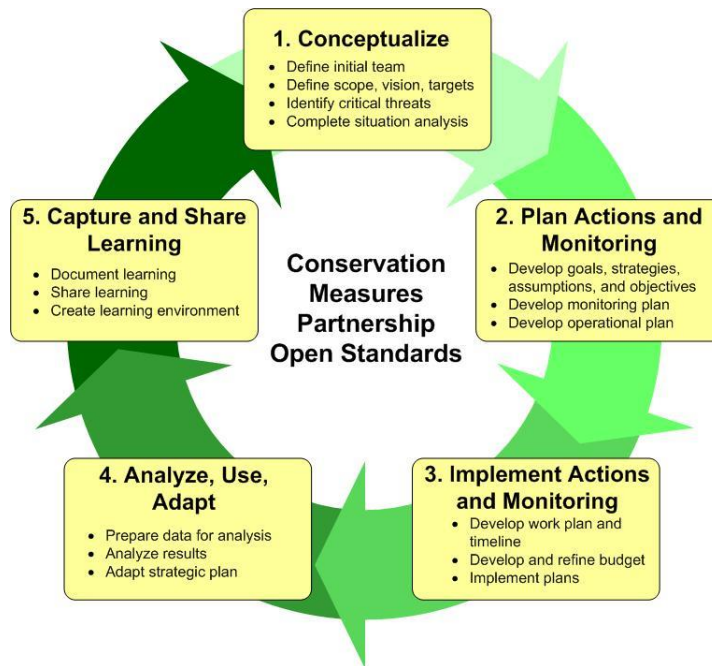 1. Conceptualize
• Define initial team
• Define scope, vision, targets
• Identify critical threats
• Complete situation analysis
2. Plan Actions and
Monitoring
• Develop goals, strategies,
assumptions, and objectives
• Develop monitoring plan
• Develop operational plan
3. Implement Actions
and Monitoring
• Develop work plan and
timeline
• Develop and refine budget
• Implement plans
4. Analyze, Use,
Adapt
• Prepare data for analysis
• Analyze results
• Adapt strategic plan
5. Capture and Share
Learning
• Document learning
• Share learning
• Create learning environment
Conservation
Measures
Partnership
Open Standards